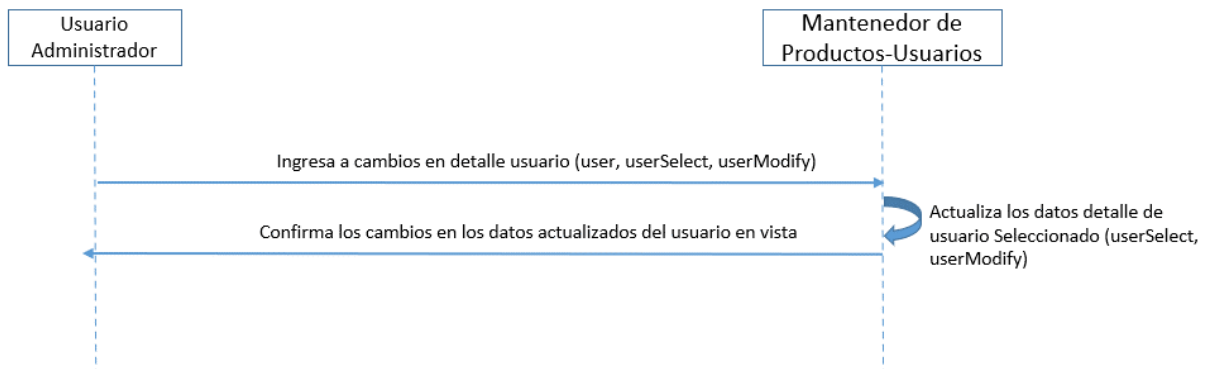 Usuario
Administrador
Mantenedor de
Productos-Usuarios
Ingresa a cambios en detalle usuario (user, userSelect, userModify)
Actualiza los datos detalle de
usuario Seleccionado (userSelect,
userModify)
Confirma los cambios en los datos actualizados del usuario en vista